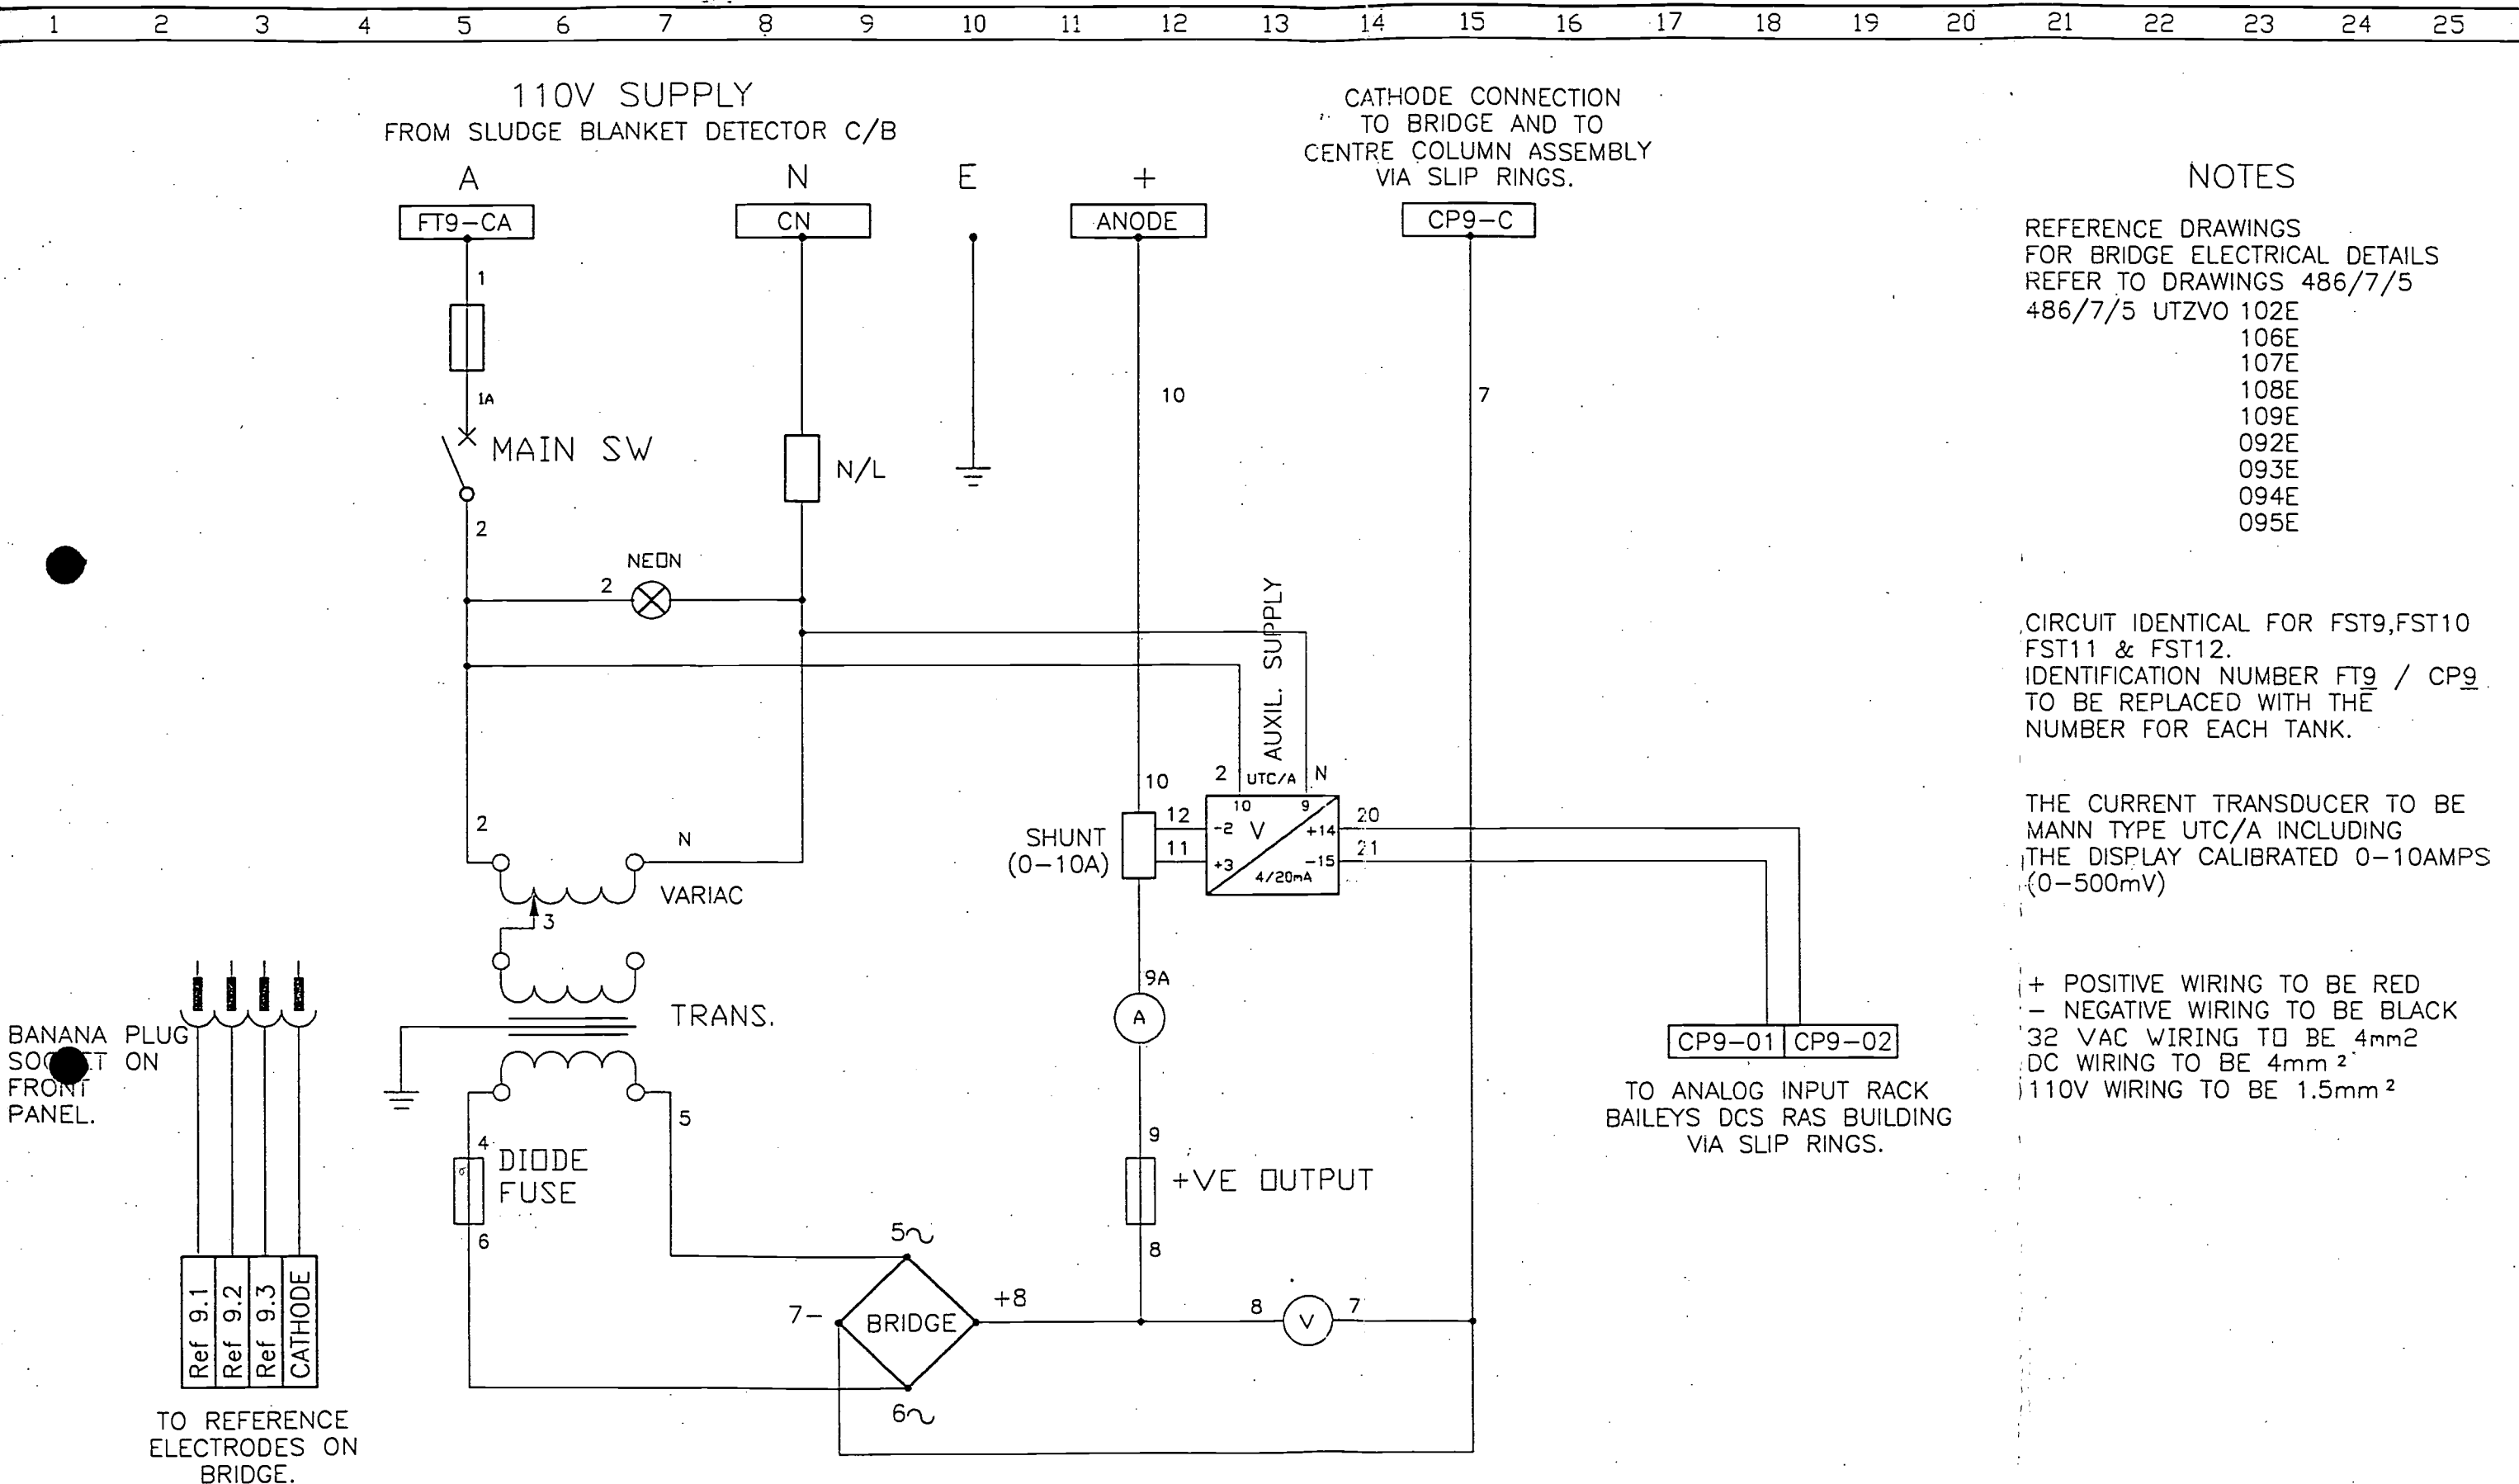 1 2 3 4 5 6 7 8 9 10 11 12 13 14 15 16 17 18 19 20 21 22 23 24 25
110V SUPPLY
FROM SLUDGE BLANKET DETECTOR C/B
A
N
E
+
CATHODE CONNECTION
TO BRIDGE AND TO
CENTRE COLUMN ASSEMBLY
VIA SLIP RINGS.
FT9-CA
CN
ANODE
CP9-C
1
1A
MAIN SW
N/L
10
7
2
NEON
2
AUXIL. SUPPLY
2
N
VARIAC
3
TRANS.
10
2 UTC/A N
10 9
SHUNT
(0-10A)
12
11
-2 V +14
+3 -15
4/20mA
20
21
9A
A
9
+VE OUTPUT
8
4
5
DIODE
FUSE
6
5~
7-
BRIDGE
+8
6~
8
V
7
CP9-01 CP9-02
TO ANALOG INPUT RACK
BAILEYS DCS RAS BUILDING
VIA SLIP RINGS.
BANANA PLUG
ON
FRONT
PANEL.
Ref 9.1
Ref 9.2
Ref 9.3
CATHODE
TO REFERENCE
ELECTRODES ON
BRIDGE.
NOTES
REFERENCE DRAWINGS
FOR BRIDGE ELECTRICAL DETAILS
REFER TO DRAWINGS 486/7/5
486/7/5 UTZVO 102E
106E
107E
108E
109E
092E
093E
094E
095E
CIRCUIT IDENTICAL FOR FST9,FST10
FST11 & FST12.
IDENTIFICATION NUMBER FT9 / CP9
TO BE REPLACED WITH THE
NUMBER FOR EACH TANK.
THE CURRENT TRANSDUCER TO BE
MANN TYPE UTC/A INCLUDING
THE DISPLAY CALIBRATED 0-10AMPS
(0-500mV)
+ POSITIVE WIRING TO BE RED
- NEGATIVE WIRING TO BE BLACK
32 VAC WIRING TO BE 4mm2
DC WIRING TO BE 4mm²
110V WIRING TO BE 1.5mm²